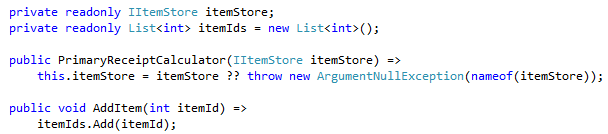 private readonly IItemStore itemStore;
private readonly List<int> itemIds = new List<int>();
public PrimaryReceiptCalculator(IItemStore itemStore) =>
this.itemStore = itemStore ?? throw new ArgumentNullException(nameof(itemStore));
public void AddItem(int itemId) =>
itemIds.Add(itemId);